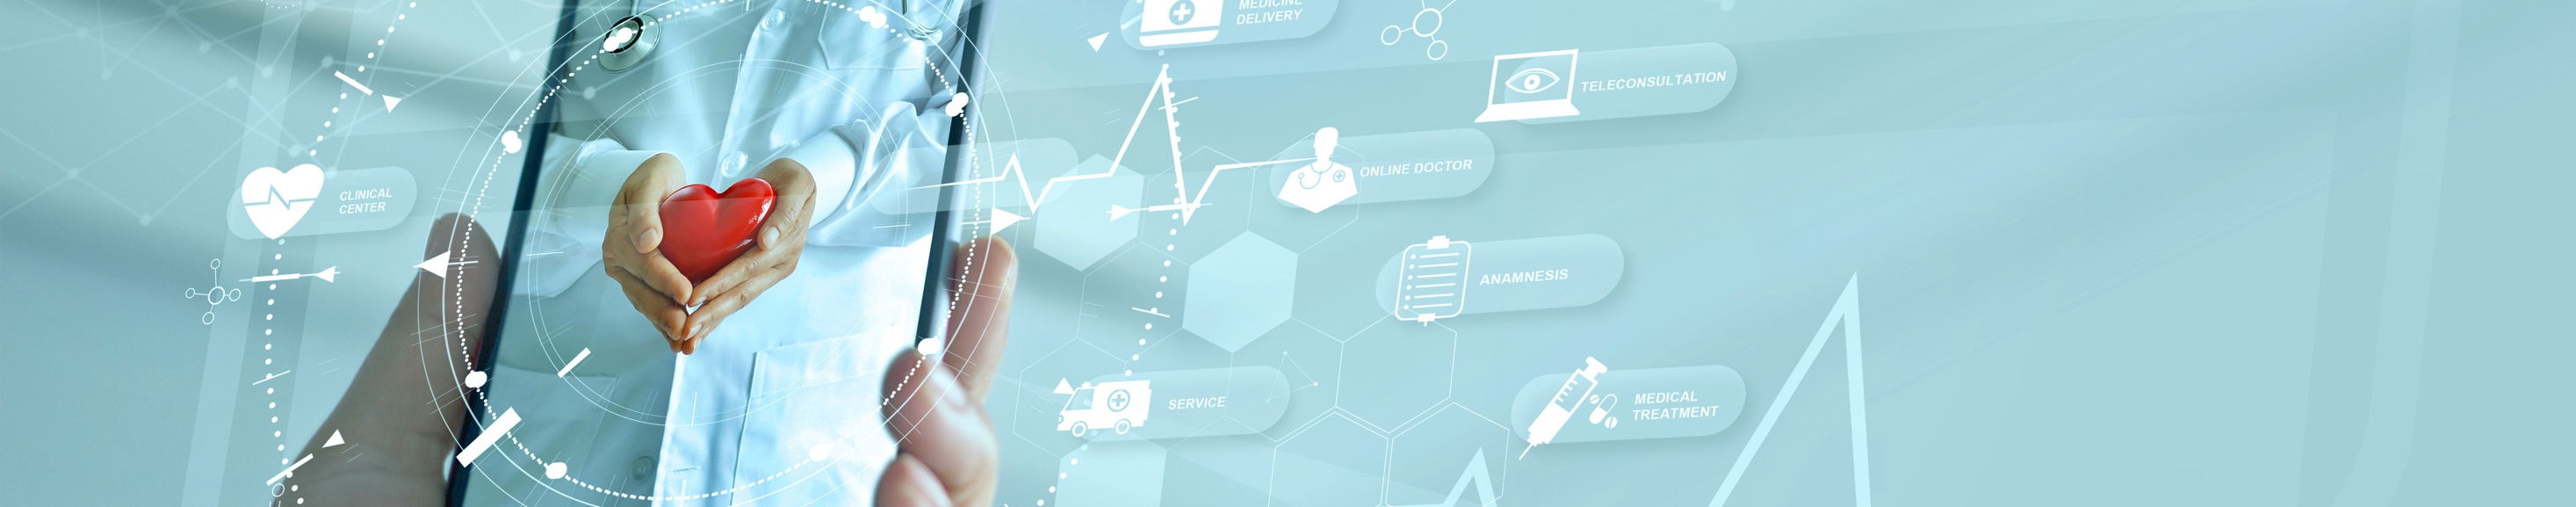 MEDICINE
DELIVERY
TELECONSULTATION
ONLINE DOCTOR
CLINICAL
CENTER
ANAMNESIS
SERVICE
MEDICAL
TREATMENT